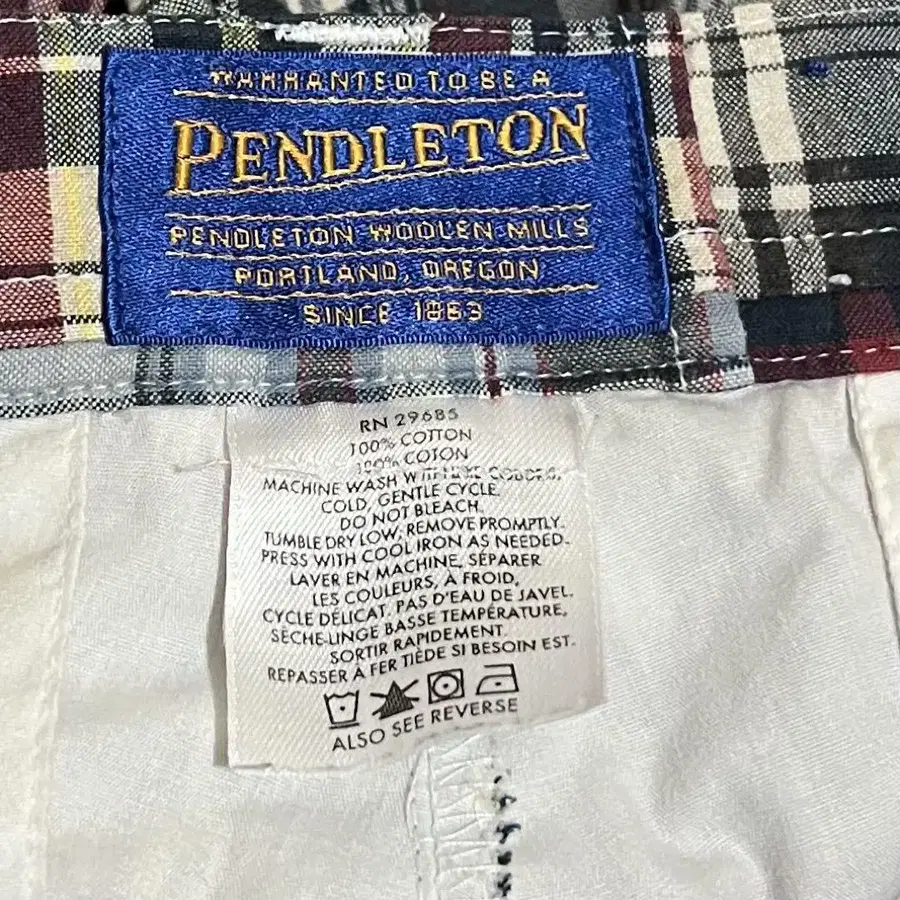 WARRANTED TO BE A
PENDLETON
PENDLETON WOOLEN MILLS
PORTLAND, OREGON
SINCE 1863
RN 29685
100% COTTON
100% COTON
MACHINE WASH WITH LIKE COLORS,
COLD, GENTLE CYCLE.
DO NOT BLEACH.
TUMBLE DRY LOW. REMOVE PROMPTLY.
PRESS WITH COOL IRON AS NEEDED.
LAVER EN MACHINE, SÉPARER
LES COULEURS, À FROID,
CYCLE DÉLICAT. PAS D'EAU DE JAVEL.
SÈCHE-LINGE BASSE TEMPÉRATURE,
SORTIR RAPIDEMENT.
REPASSER À FER TIÈDE SI BESOIN EST.
ALSO SEE REVERSE